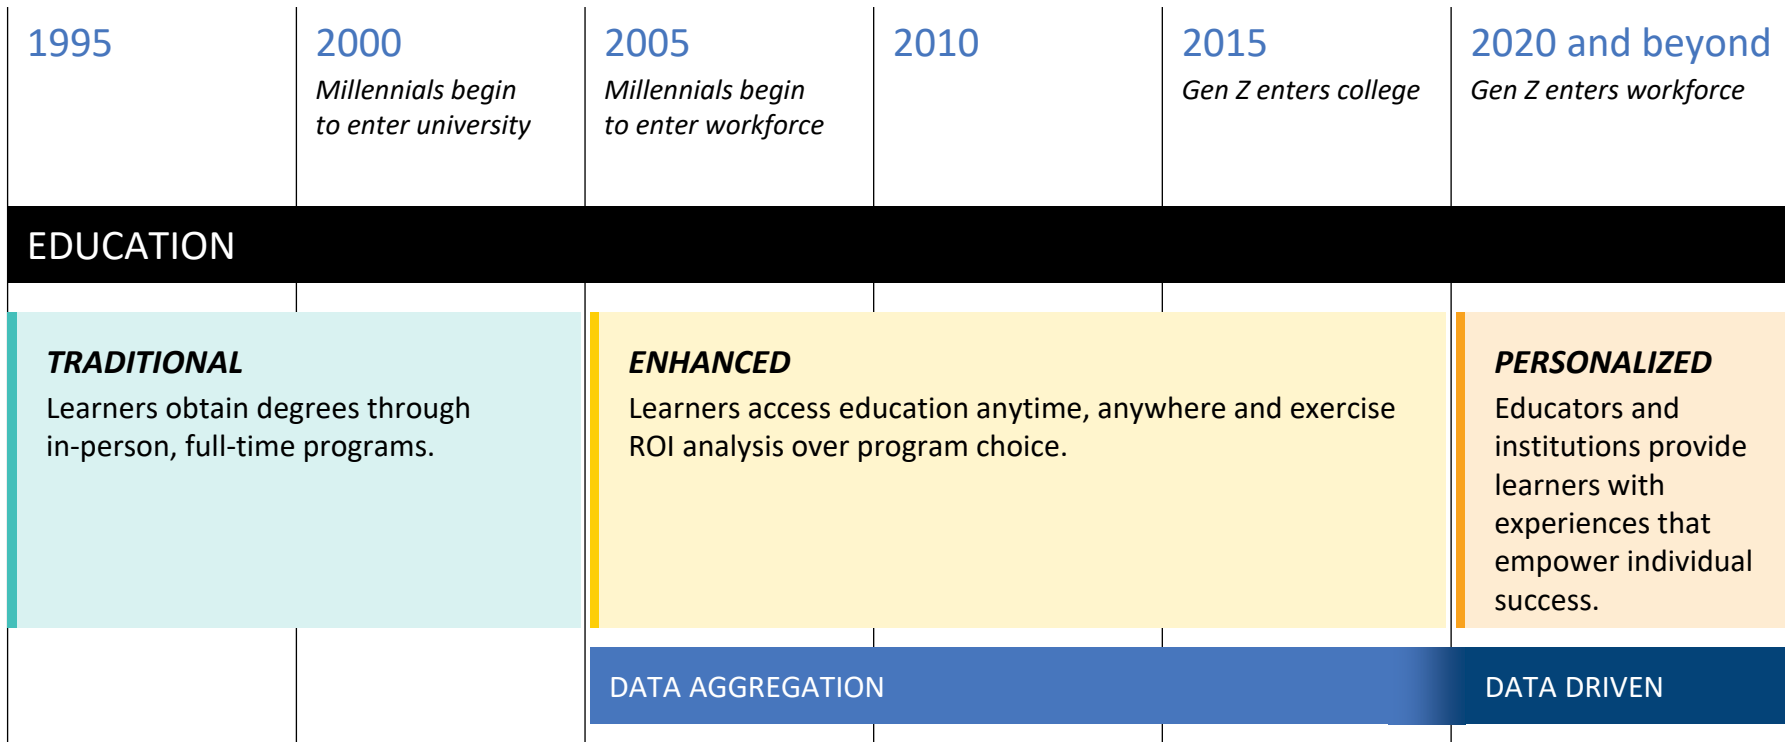 1995
2000
Millennials begin
to enter university
2005
Millennials begin
to enter workforce
2010
2015
Gen Z enters college
2020 and beyond
Gen Z enters workforce
EDUCATION
TRADITIONAL
Learners obtain degrees through
in-person, full-time programs.
ENHANCED
Learners access education anytime, anywhere and exercise
ROI analysis over program choice.
PERSONALIZED
Educators and
institutions provide
learners with
experiences that
empower individual
success.
DATA AGGREGATION
DATA DRIVEN